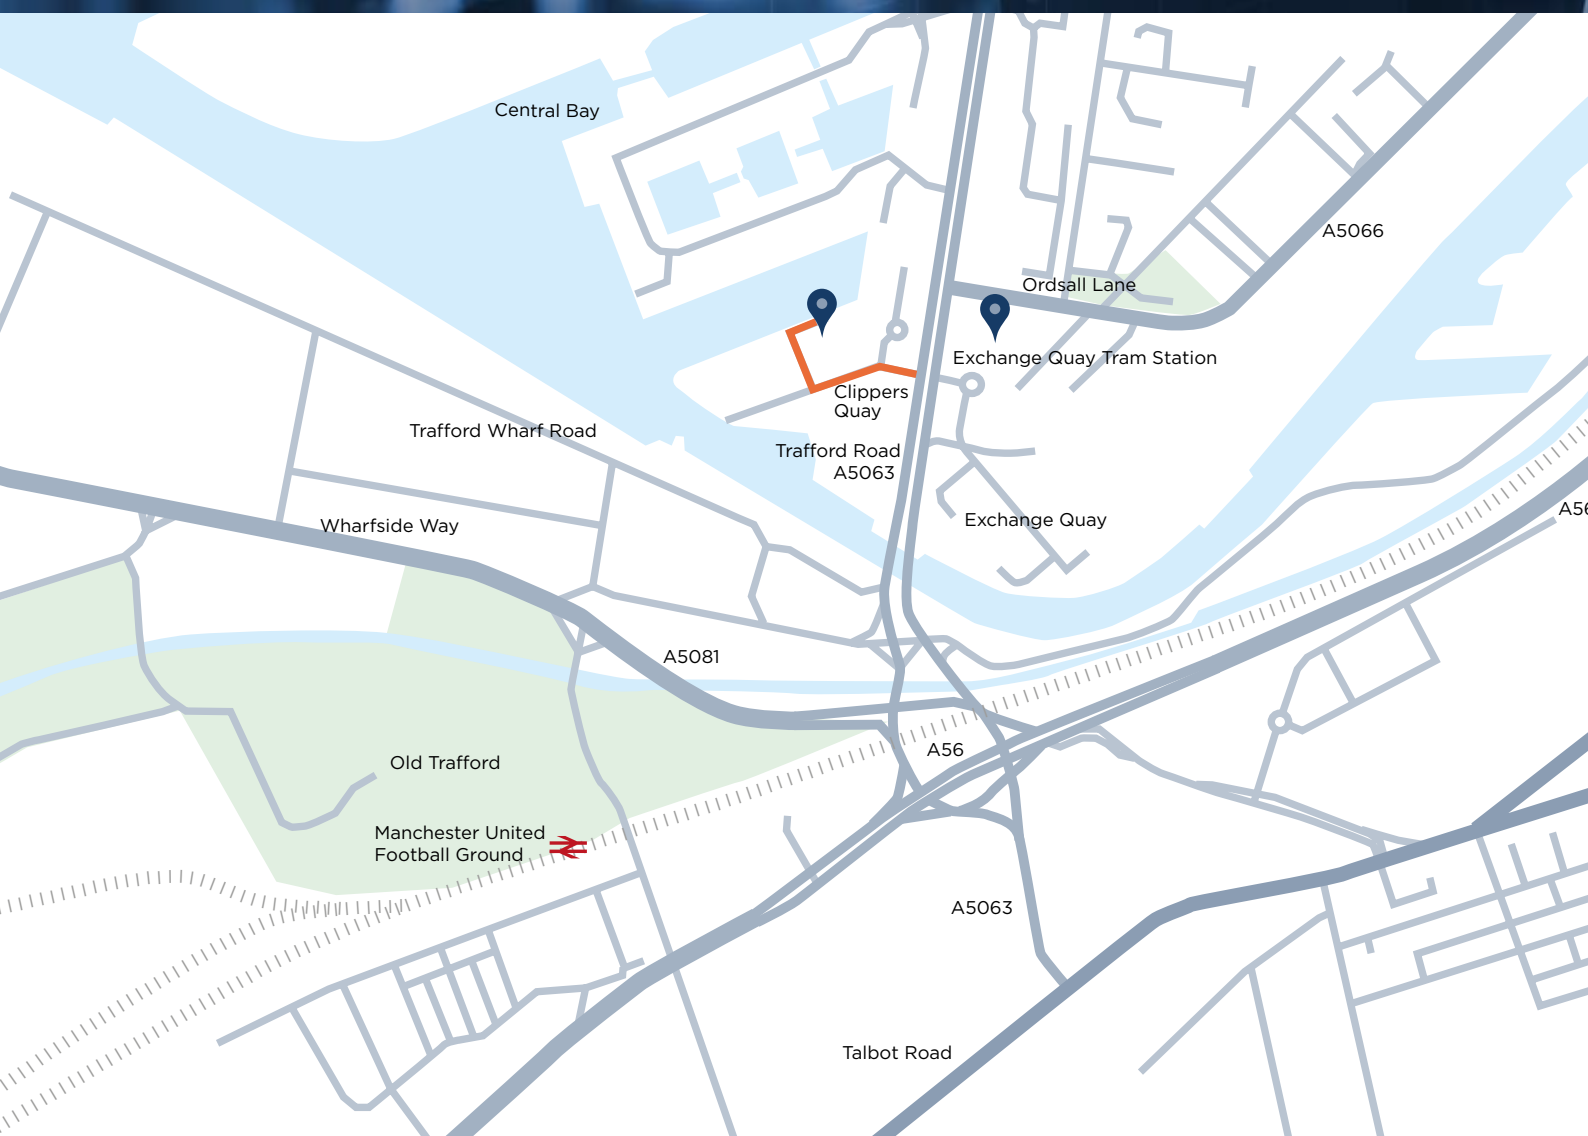 Central Bay
A5066
Ordsall Lane
Exchange Quay Tram Station
Clippers
Quay
Trafford Wharf Road
Trafford Road
A5063
Wharfside Way
Exchange Quay
A56
A5081
A56
Old Trafford
Manchester United
Football Ground
A5063
Talbot Road